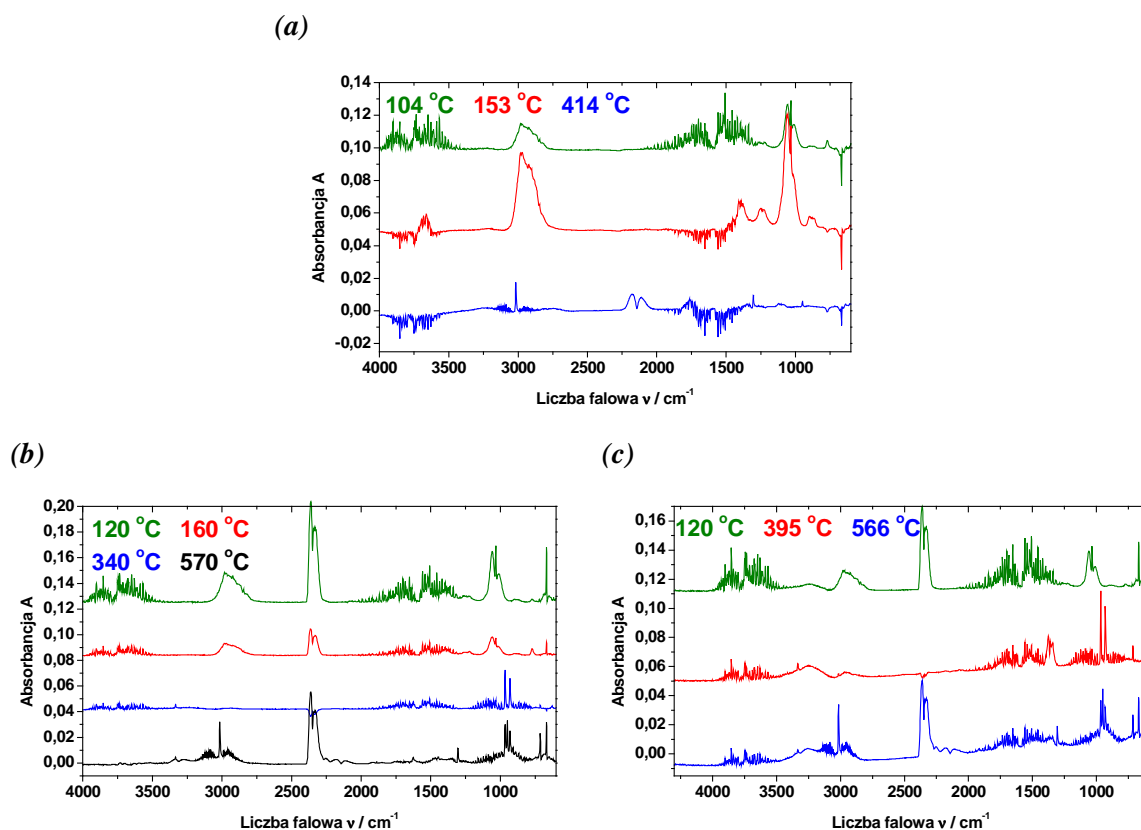 (a)
0,14
104 °C 153 °C 414 °C
0,12
0,10
0,08
0,06
0,04
0,02
0,00
-0,02
Absorbancja A
4000 3500 3000 2500 2000 1500 1000
Liczba falowa ν / cm⁻¹
(b)
0,20
120 °C 160 °C
340 °C 570 °C
0,18
0,16
0,14
0,12
0,10
0,08
0,06
0,04
0,02
0,00
Absorbancja A
4000 3500 3000 2500 2000 1500 1000
Liczba falowa ν / cm⁻¹
(c)
0,16
120 °C 395 °C 566 °C
0,14
0,12
0,10
0,08
0,06
0,04
0,02
0,00
Absorbancja A
4000 3500 3000 2500 2000 1500 1000
Liczba falowa ν / cm⁻¹